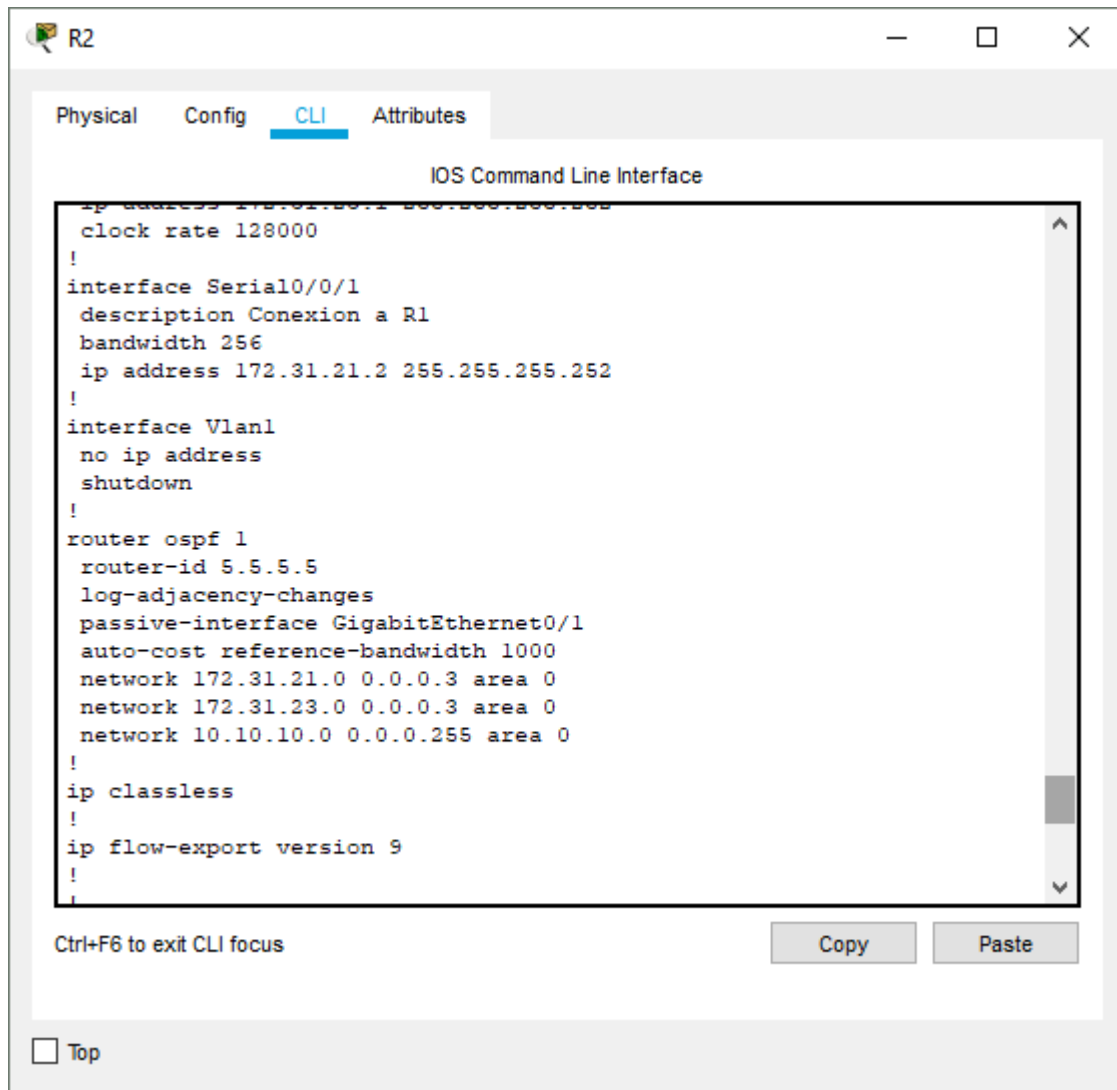 R2
Physical Config CLI Attributes
IOS Command Line Interface
ip address
clock rate 128000
!
interface Serial0/0/1
description Conexion a R1
bandwidth 256
ip address 172.31.21.2 255.255.255.252
!
interface Vlan1
no ip address
shutdown
!
router ospf 1
router-id 5.5.5.5
log-adjacency-changes
passive-interface GigabitEthernet0/1
auto-cost reference-bandwidth 1000
network 172.31.21.0 0.0.0.3 area 0
network 172.31.23.0 0.0.0.3 area 0
network 10.10.10.0 0.0.0.255 area 0
!
ip classless
!
ip flow-export version 9
!
!
Ctrl+F6 to exit CLI focus
Copy Paste
Top